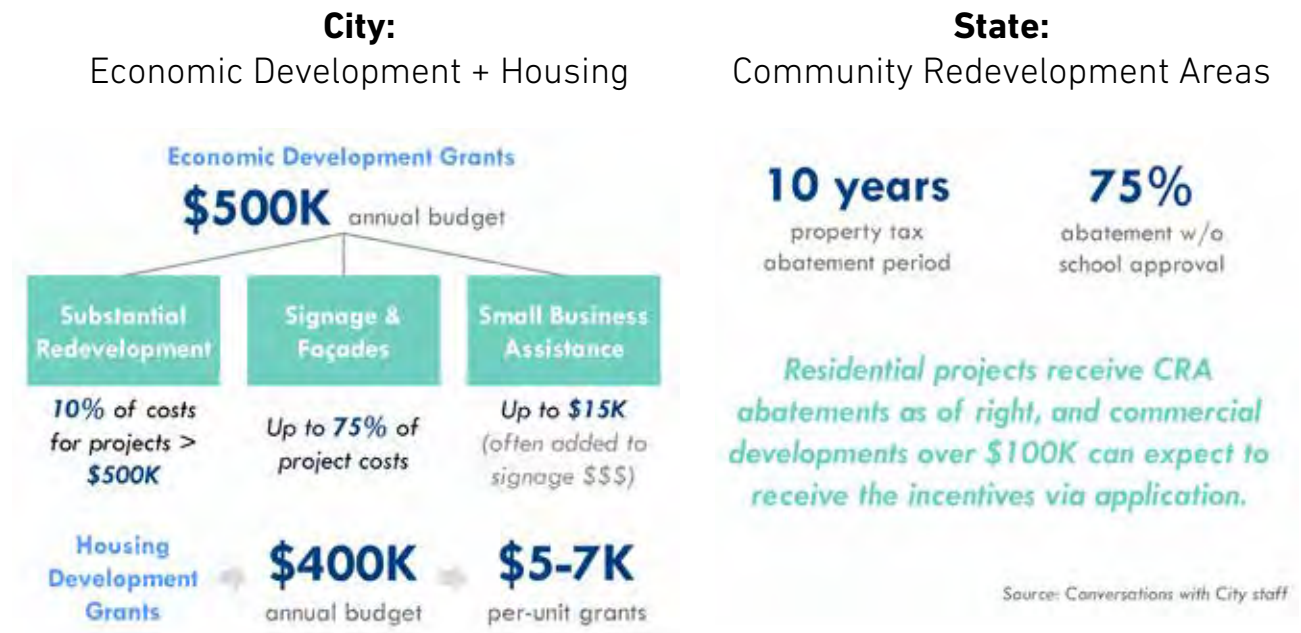 City:
Economic Development + Housing
Economic Development Grants
$500K annual budget
Substantial
Redevelopment
10% of costs
for projects >
$500K
Signage &
Façades
Up to 75% of
project costs
Small Business
Assistance
Up to $15K
(often added to
signage $$$)
Housing
Development
Grants
$400K
annual budget
$5-7K
per-unit grants
State:
Community Redevelopment Areas
10 years
property tax
abatement period
75%
abatement w/o
school approval
Residential projects receive CRA
abatements as of right, and commercial
developments over $100K can expect to
receive the incentives via application.
Source: Conversations with City staff